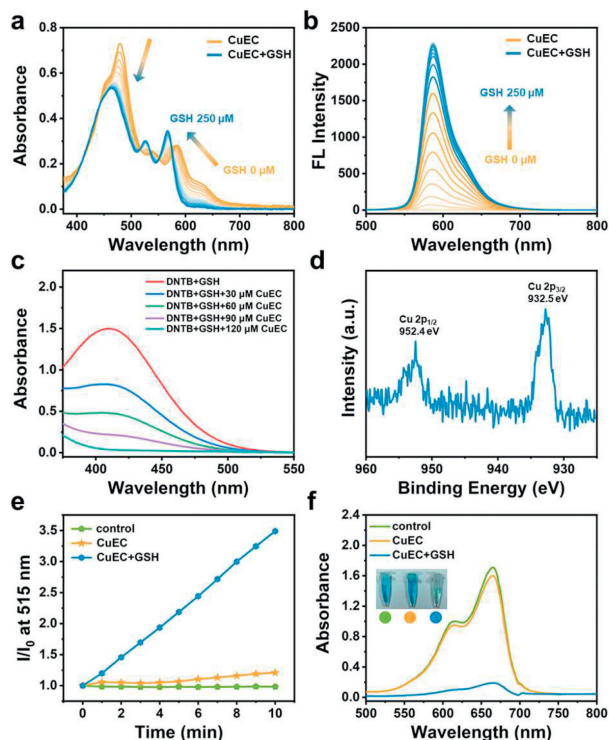 a
CuEC
CuEC+GSH
GSH 250 μM
GSH 0 μM
Absorbance
0.8
0.6
0.4
0.2
0.0
400 500 600 700 800
Wavelength (nm)
b
CuEC
CuEC+GSH
GSH 250 μM
GSH 0 μM
FL Intensity
2500
2000
1500
1000
500
0
500 600 700 800
Wavelength (nm)
c
DNTB+GSH
DNTB+GSH+30 μM CuEC
DNTB+GSH+60 μM CuEC
DNTB+GSH+90 μM CuEC
DNTB+GSH+120 μM CuEC
Absorbance
2.0
1.5
1.0
0.5
0.0
400 450 500 550
Wavelength (nm)
d
Cu 2p3/2
932.5 eV
Cu 2p1/2
952.4 eV
Intensity (a.u.)
960 950 940 930
Binding Energy (eV)
e
control
CuEC
CuEC+GSH
I/I0 at 515 nm
3.5
3.0
2.5
2.0
1.5
1.0
0 2 4 6 8 10
Time (min)
f
control
CuEC
CuEC+GSH
Absorbance
2.4
2.0
1.6
1.2
0.8
0.4
0.0
500 550 600 650 700 750 800
Wavelength (nm)